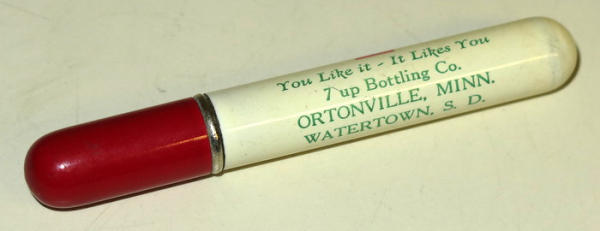 You Like it - It Likes You
7 up Bottling Co.
ORTONVILLE, MINN.
WATERTOWN, S. D.